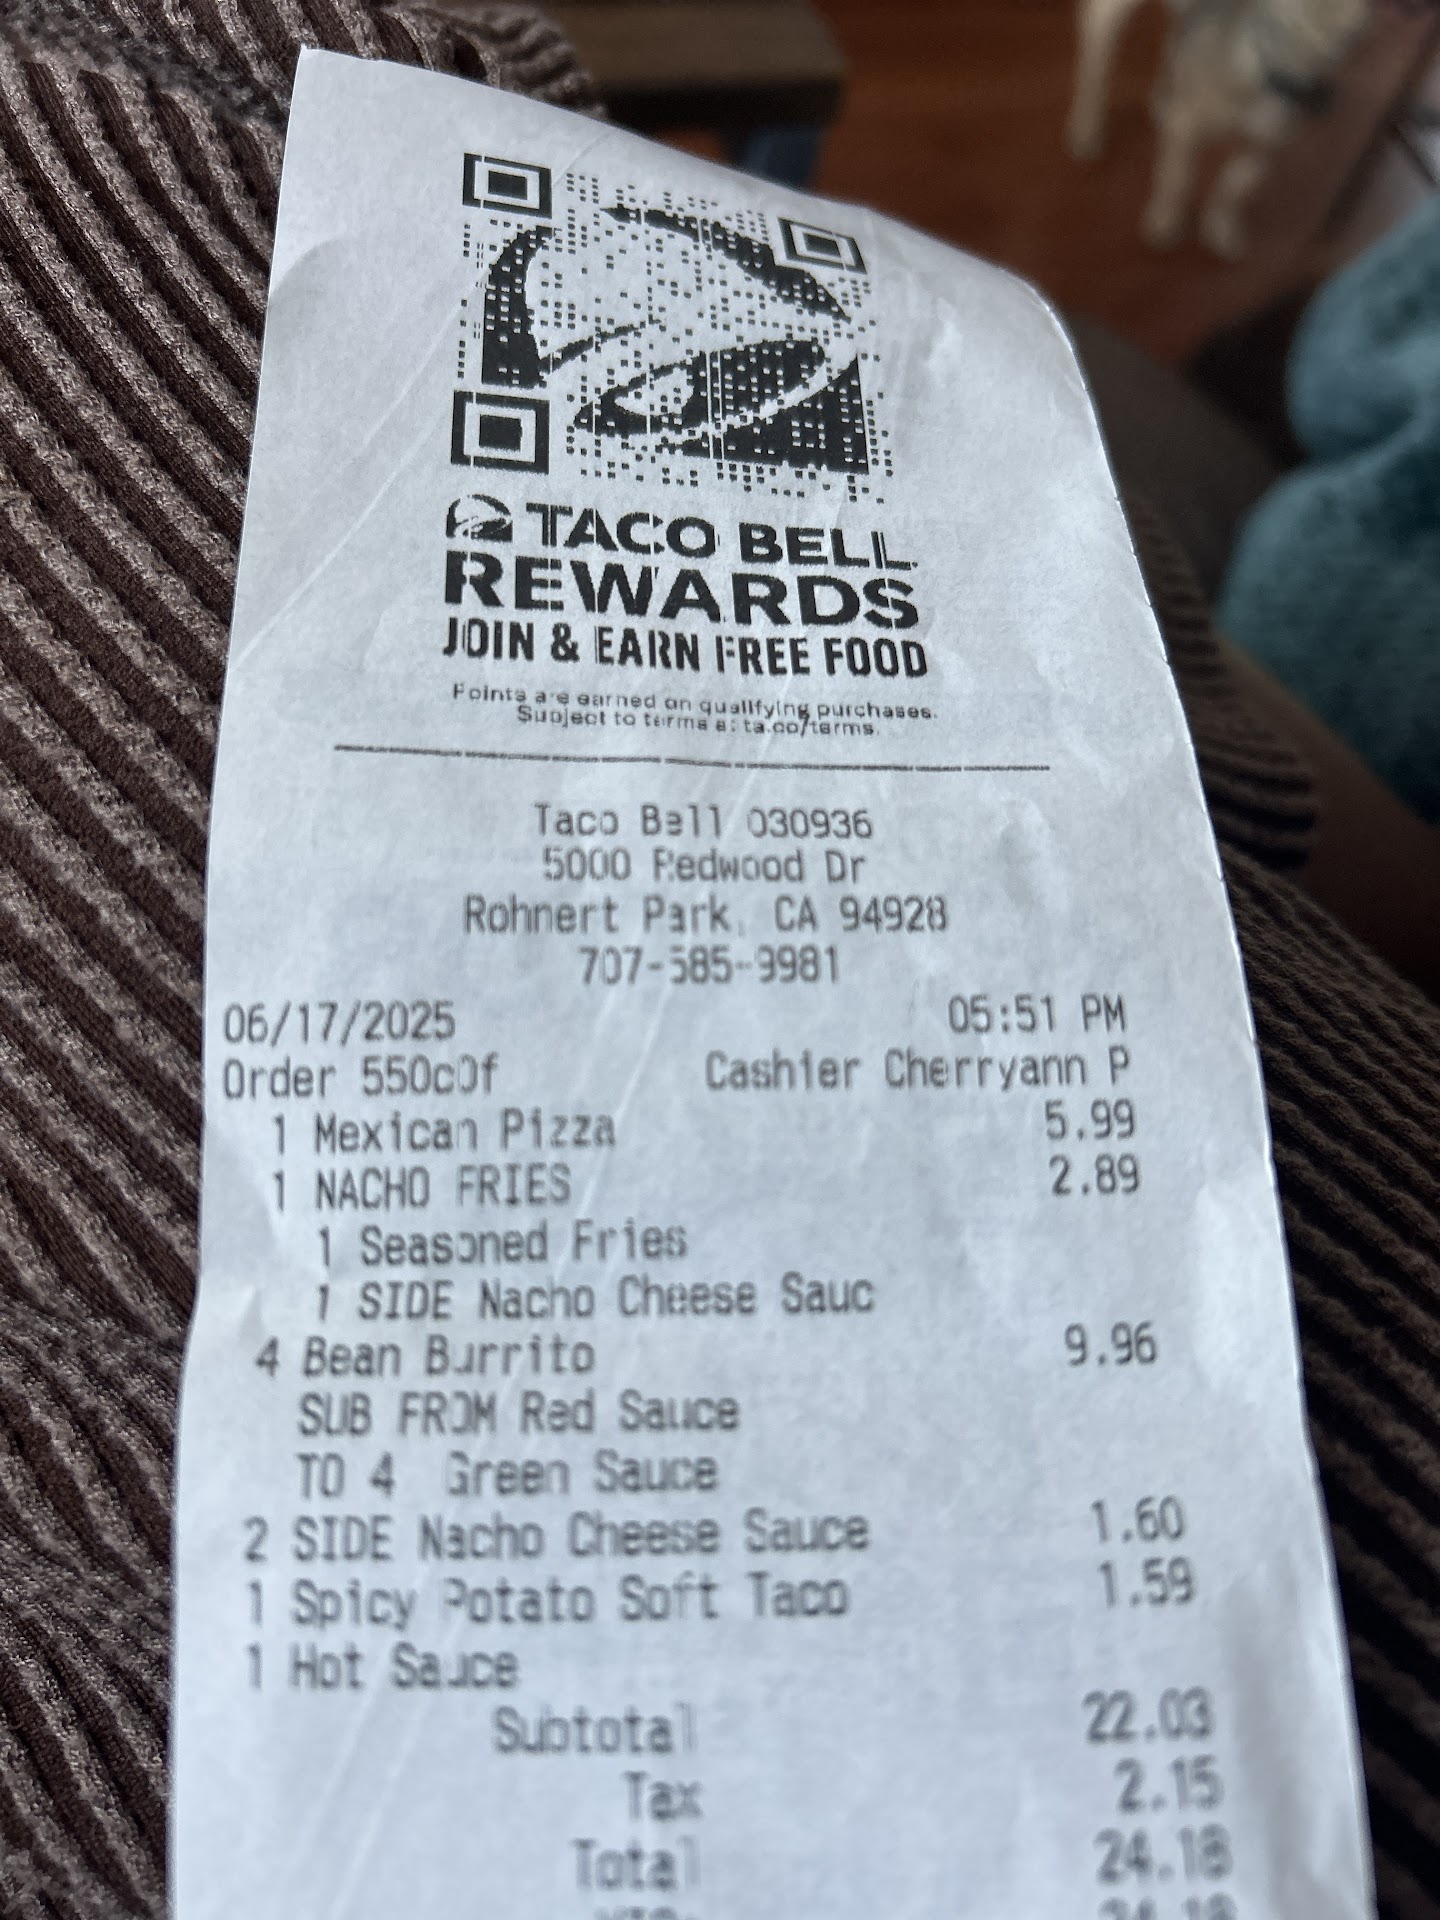 TACO BELL
REWARDS
JOIN & EARN FREE FOOD
Points are earned on qualifying purchases.
Subject to terms at ta.co/terms.
Taco Bell 030936
5000 Redwood Dr
Rohnert Park, CA 94928
707-585-9981
06/17/2025 05:51 PM
Order 550c0f Cashier Cherryann P
1 Mexican Pizza 5.99
1 NACHO FRIES 2.89
1 Seasoned Fries
1 SIDE Nacho Cheese Sauc
4 Bean Burrito 9.96
SUB FROM Red Sauce
TO 4 Green Sauce
2 SIDE Nacho Cheese Sauce 1.60
1 Spicy Potato Soft Taco 1.59
1 Hot Sauce
Subtotal 22.03
Tax 2.15
Total 24.18